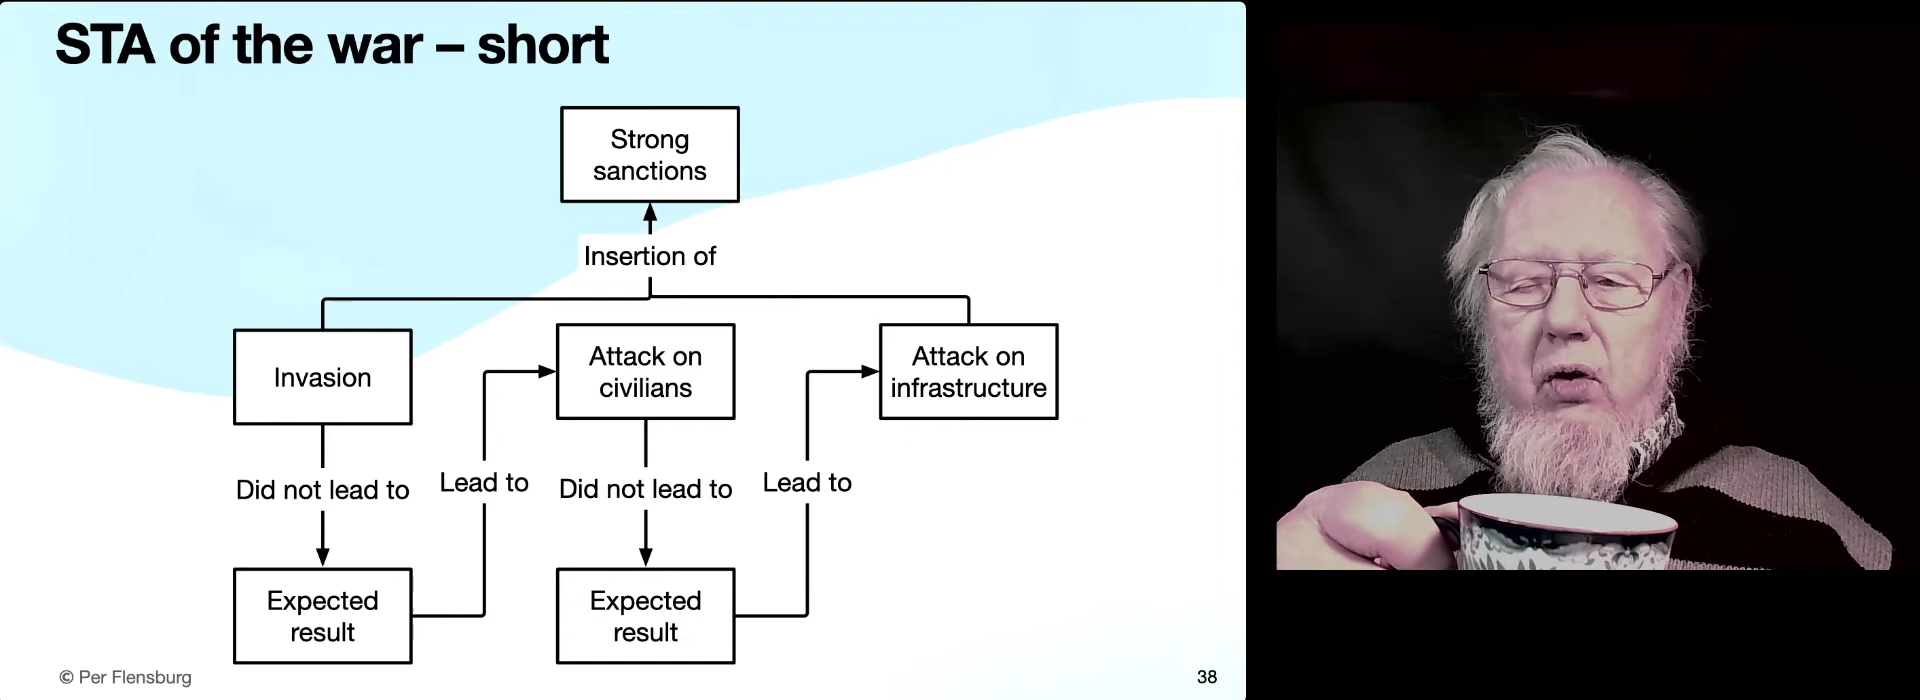 STA of the war – short
Strong
sanctions
Insertion of
Invasion
Attack on
civilians
Attack on
infrastructure
Did not lead to
Lead to
Did not lead to
Lead to
Expected
result
Expected
result
© Per Flensburg
38